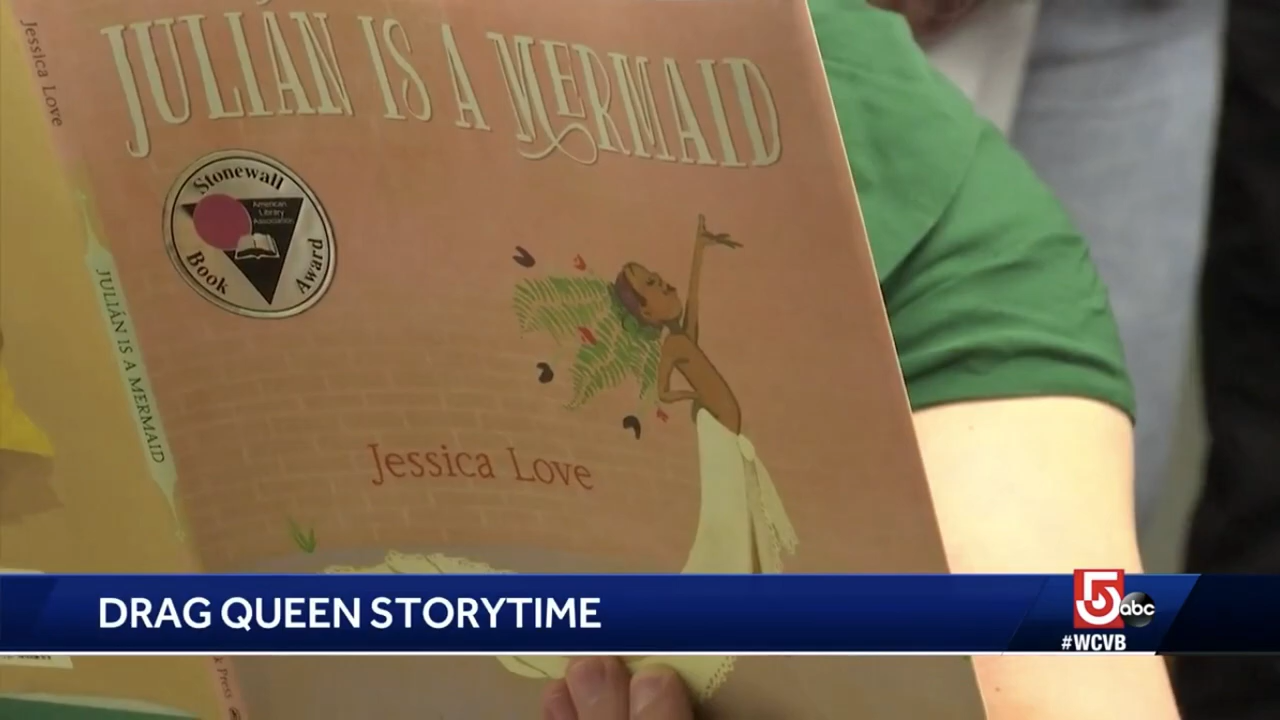 Jessica Love
JULIÁN IS A MERMAID
Stonewall
American
Library
Association
Book
Award
JULIÁN IS A MERMAID
Jessica Love
DRAG QUEEN STORYTIME
5 abc
#WCVB
Press